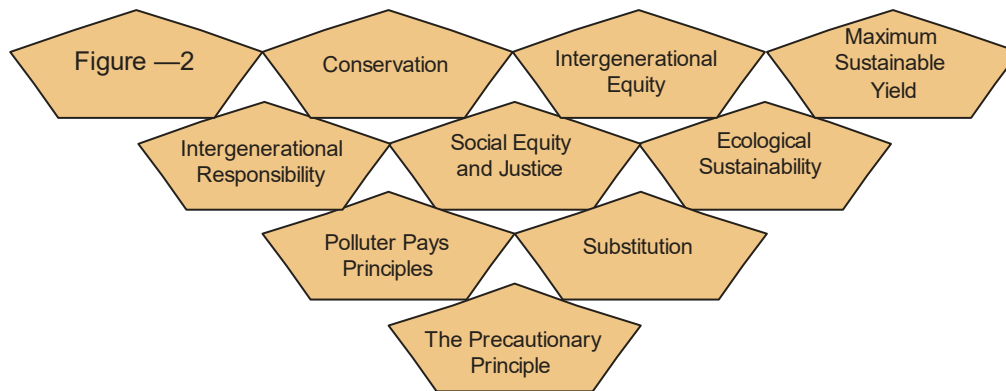 Figure —2
Conservation
Intergenerational
Equity
Maximum
Sustainable
Yield
Intergenerational
Responsibility
Social Equity
and Justice
Ecological
Sustainability
Polluter Pays
Principles
Substitution
The Precautionary
Principle